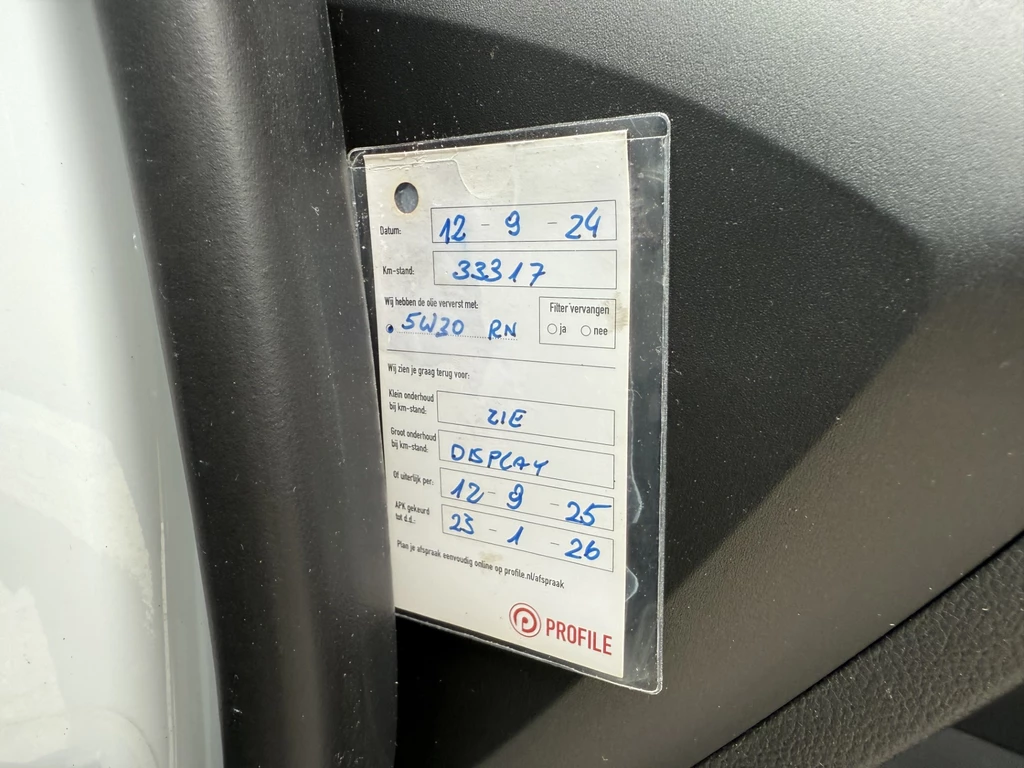 Datum: 12 - 9 - 24
Km-stand: 33317
Wij hebben de olie ververst met:
Filter vervangen
5W30 RN
ja nee
Wij zien je graag terug voor:
Klein onderhoud
bij km-stand:
ZIE
Groot onderhoud
bij km-stand:
DISPLAY
Of uiterlijk per: 12 - 9 - 25
APK gekeurd
tot d.d.:
23 - 1 - 26
Plan je afspraak eenvoudig online op profile.nl/afspraak
PROFILE